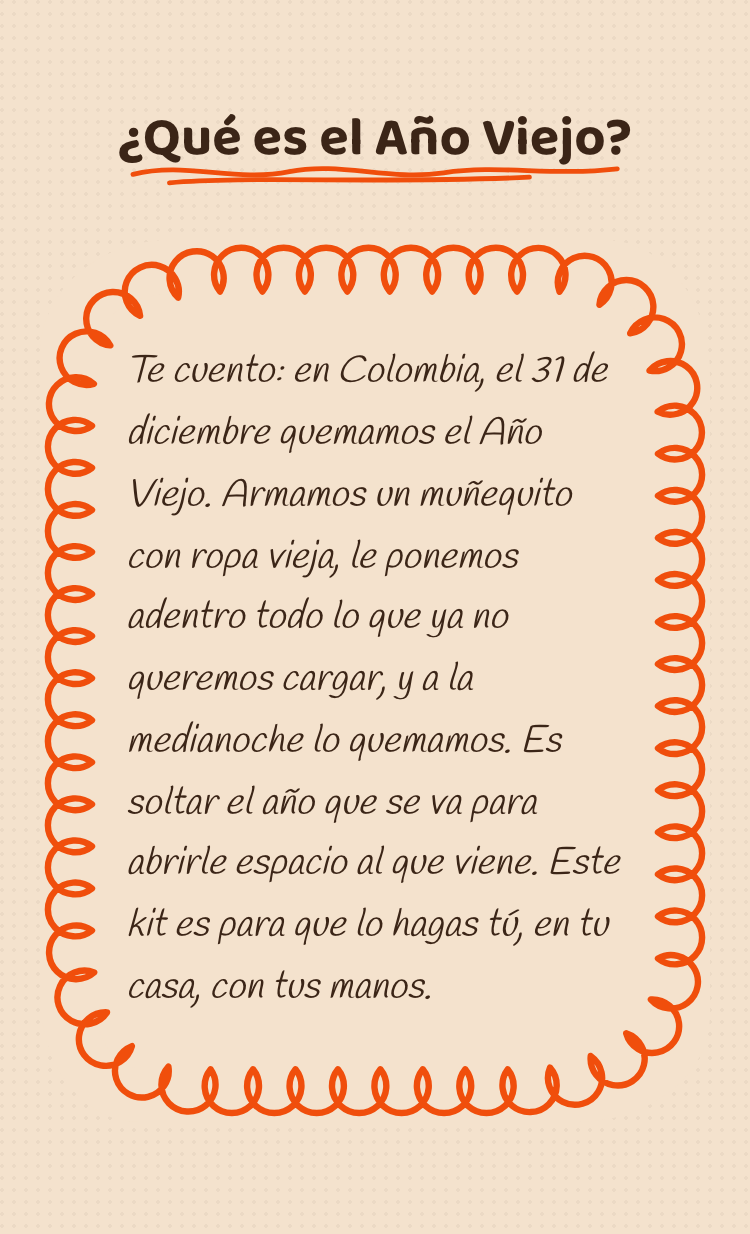 ¿Qué es el Año Viejo?
Te cuento: en Colombia, el 31 de
diciembre quemamos el Año
Viejo. Armamos un muñequito
con ropa vieja, le ponemos
adentro todo lo que ya no
queremos cargar, y a la
medianoche lo quemamos. Es
soltar el año que se va para
abrirle espacio al que viene. Este
kit es para que lo hagas tú, en tu
casa, con tus manos.